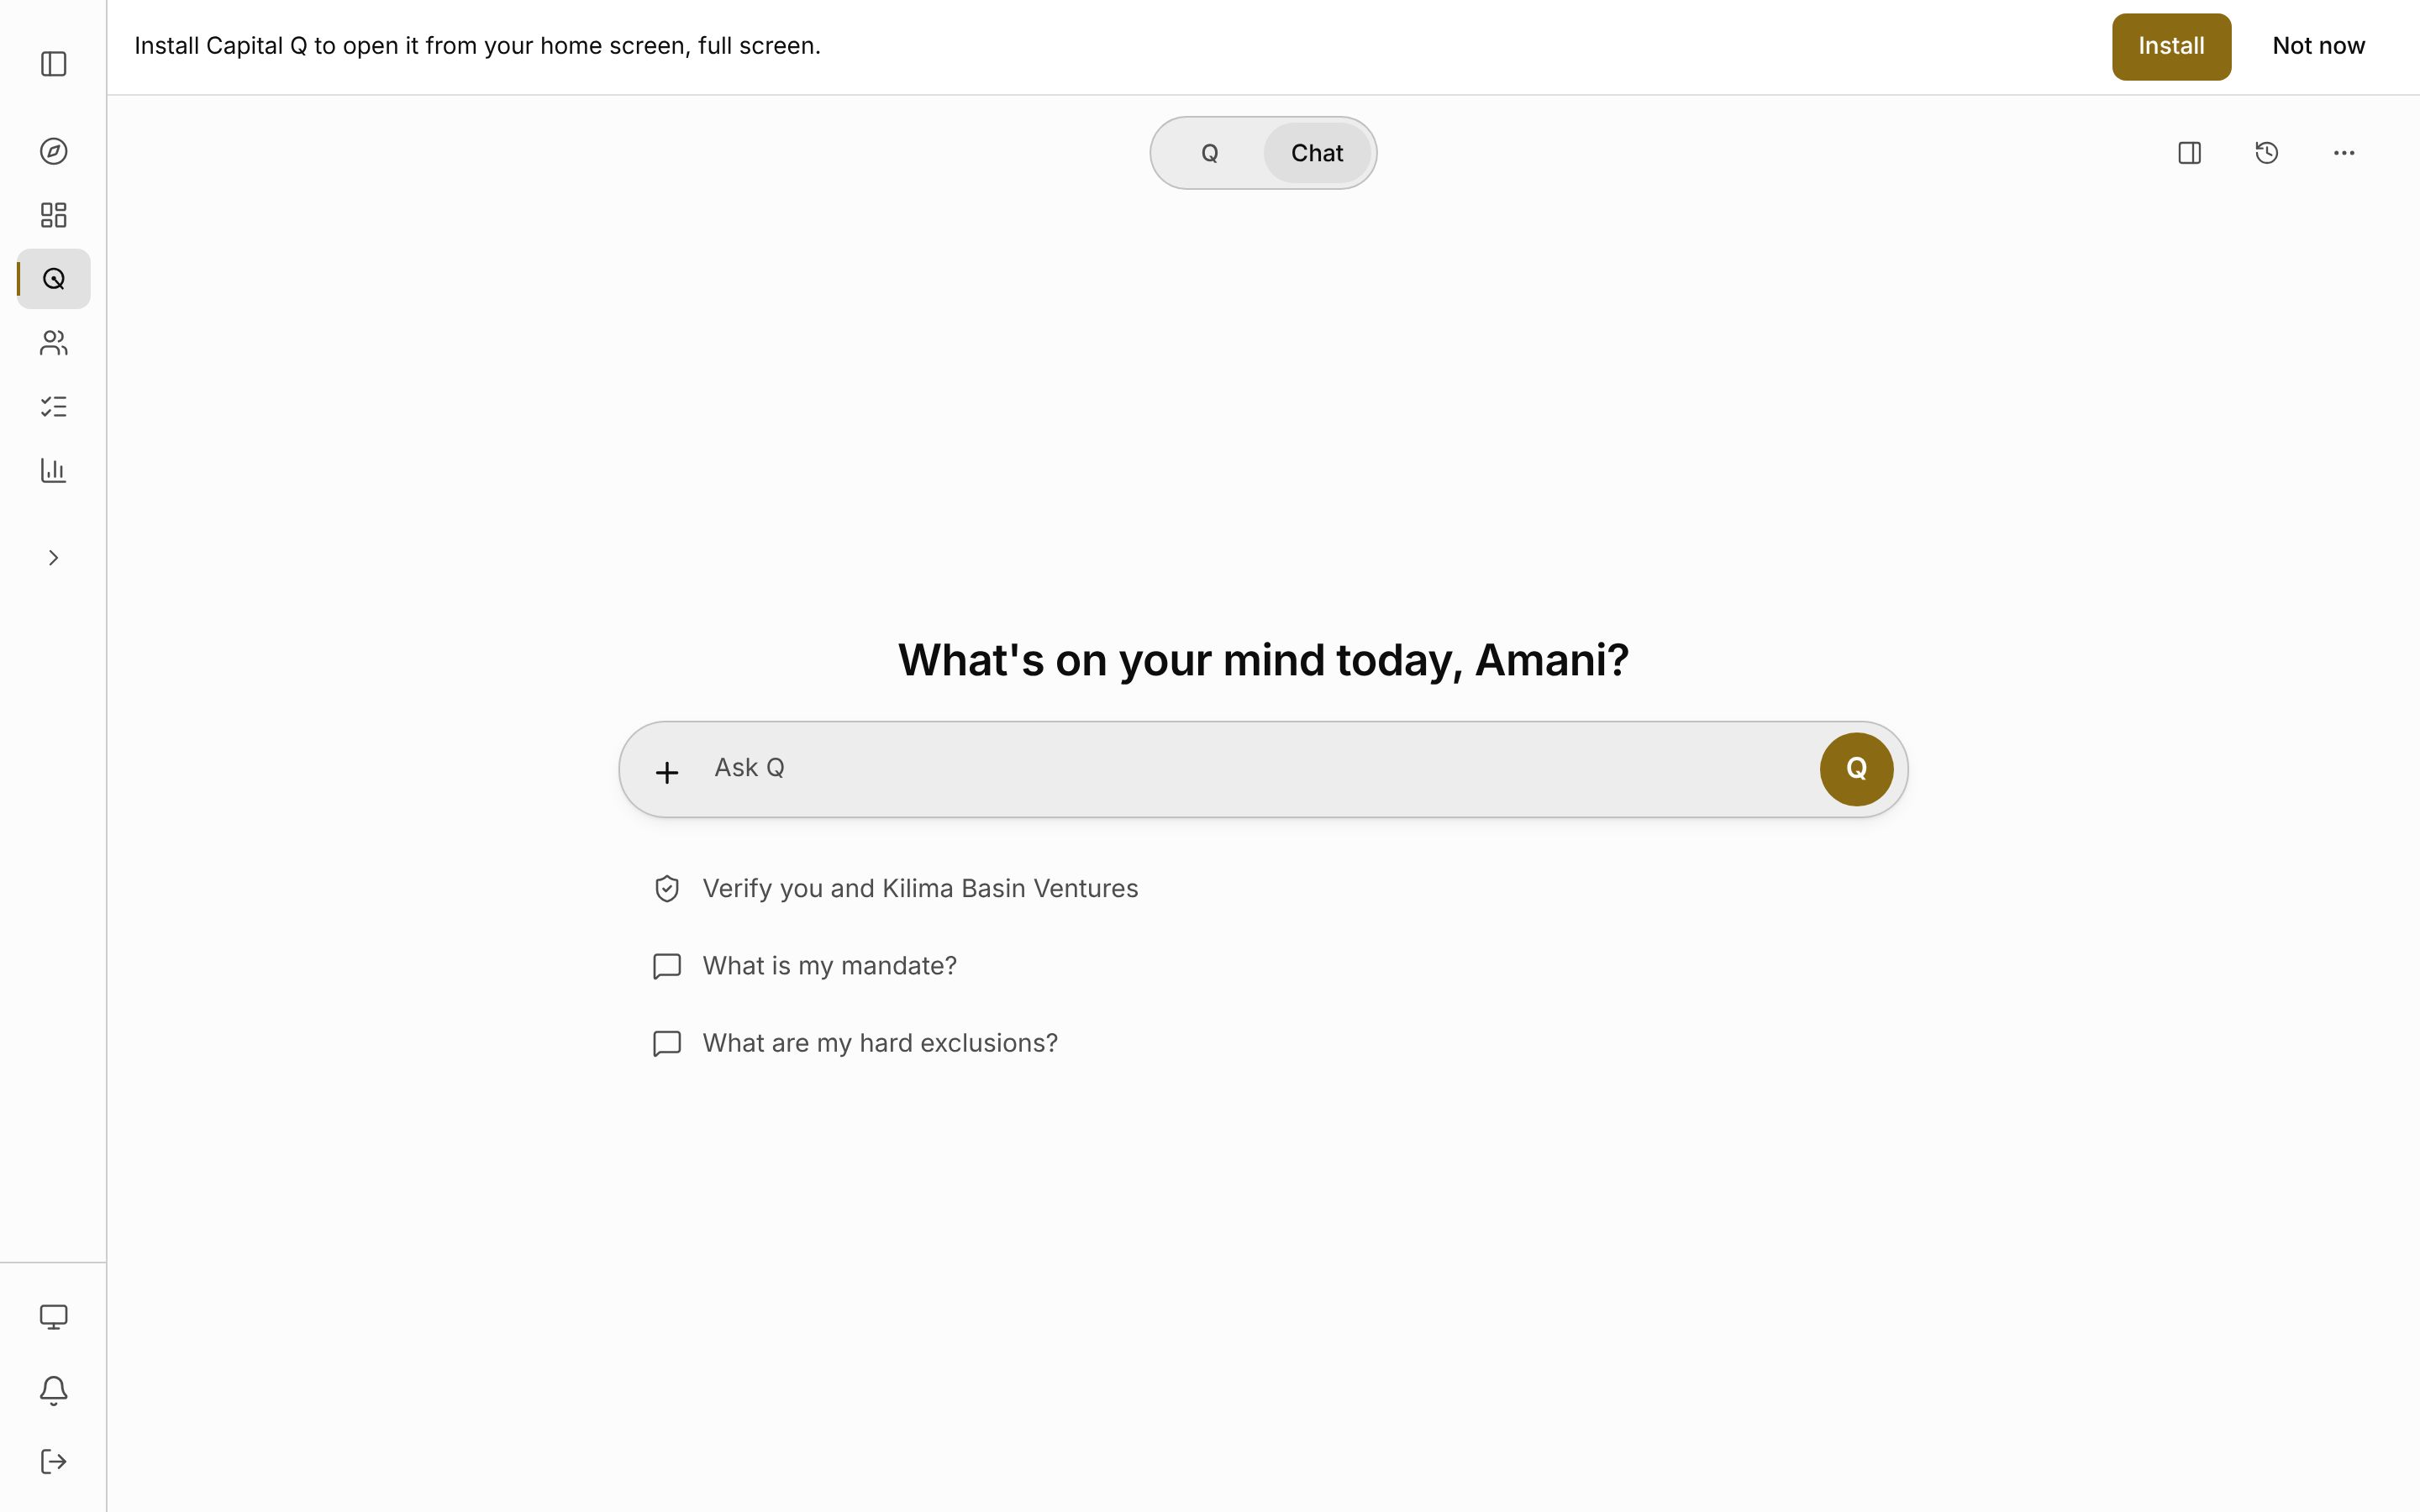 Install Capital Q to open it from your home screen, full screen.
Install
Not now
Q
Chat
Q
What's on your mind today, Amani?
Ask Q
Q
Verify you and Kilima Basin Ventures
What is my mandate?
What are my hard exclusions?